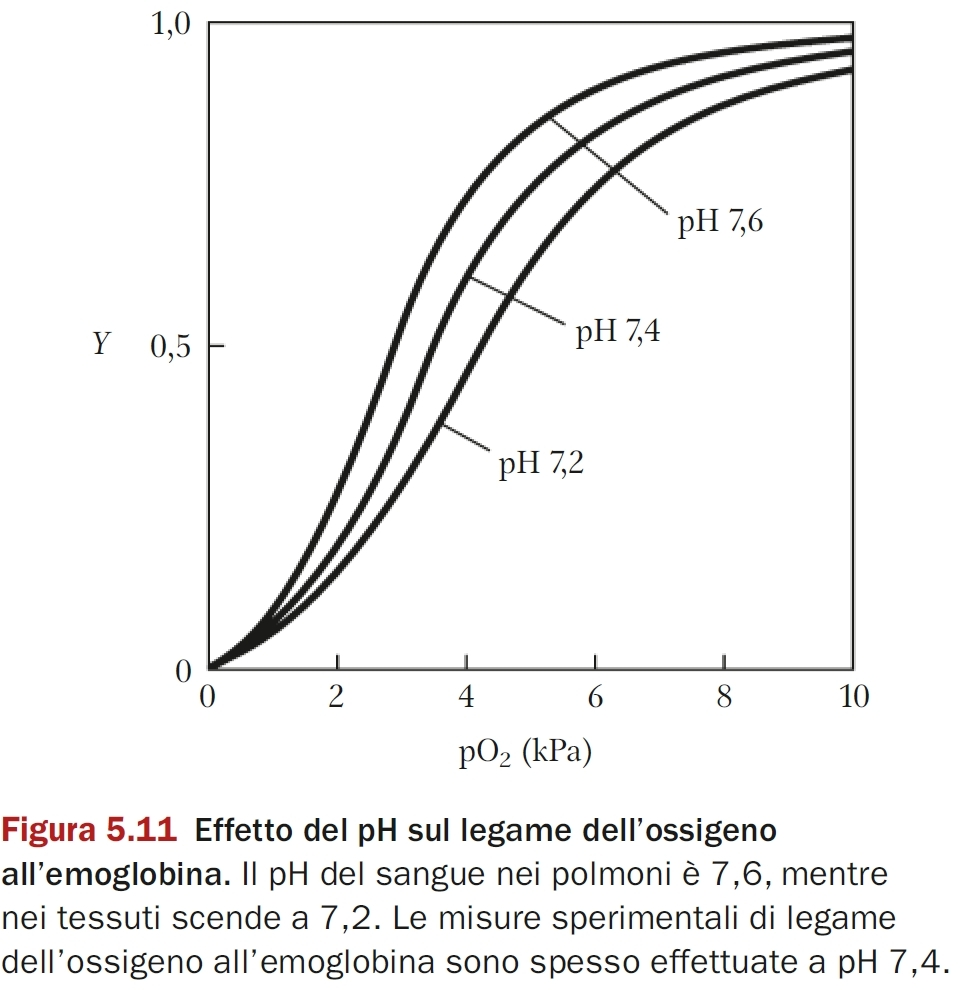 1,0
pH 7,6
pH 7,4
Y 0,5
pH 7,2
0
0 2 4 6 8 10
pO₂ (kPa)
Figura 5.11 Effetto del pH sul legame dell'ossigeno
all'emoglobina. Il pH del sangue nei polmoni è 7,6, mentre
nei tessuti scende a 7,2. Le misure sperimentali di legame
dell'ossigeno all'emoglobina sono spesso effettuate a pH 7,4.